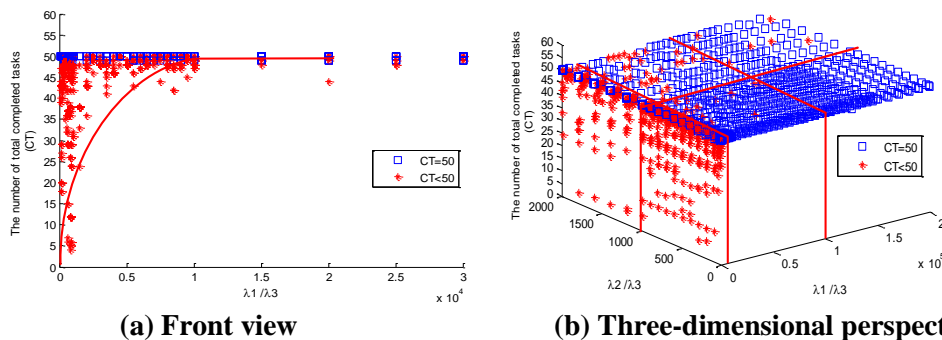 The number of total completed tasks
(CT)
60
55
50
45
40
35
30
25
20
15
10
5
0
0 0.5 1 1.5 2 2.5 3
x 10^4
λ1 /λ3
CT=50
CT<50
(a) Front view
The number of total completed tasks
(CT)
60
55
50
45
40
35
30
25
20
15
10
5
0
2000
1500
1000
500
0
λ2 /λ3
0
0.5
1
1.5
2
x 10^5
λ1 /λ3
CT=50
CT<50
(b) Three-dimensional perspect